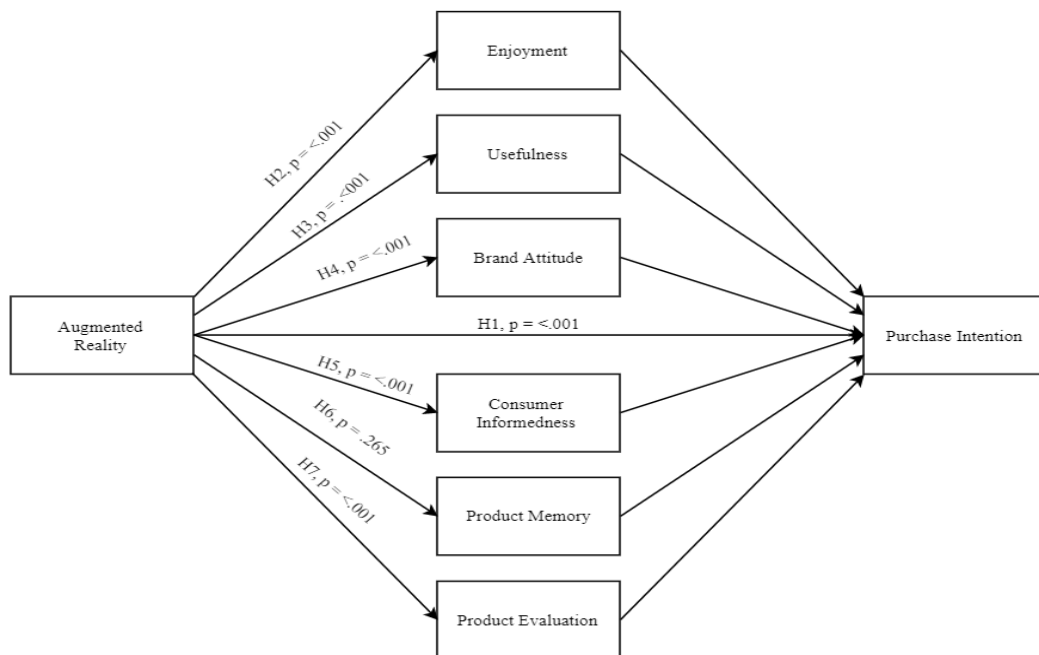 Enjoyment
H2, p = <.001
Usefulness
H3, p = .<001
Brand Attitude
H4, p = <.001
Augmented
Reality
H1, p = <.001
Purchase Intention
H5, p = <.001
Consumer
Informedness
H6, p = .265
Product Memory
H7, p = <.001
Product Evaluation